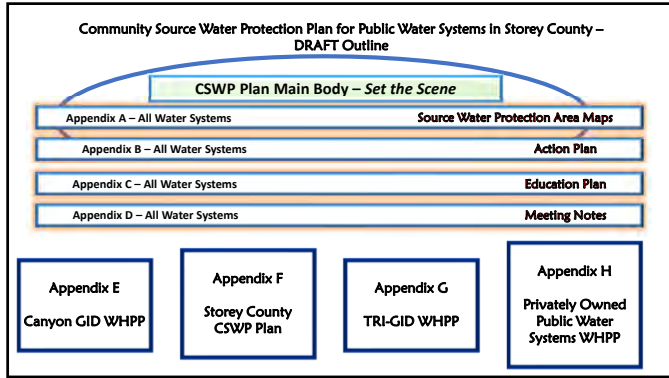 Community Source Water Protection Plan for Public Water Systems in Storey County –
DRAFT Outline
CSWP Plan Main Body – Set the Scene
Appendix A – All Water Systems Source Water Protection Area Maps
Appendix B – All Water Systems Action Plan
Appendix C – All Water Systems Education Plan
Appendix D – All Water Systems Meeting Notes
Appendix E
Canyon GID WHPP
Appendix F
Storey County
CSWP Plan
Appendix G
TRI-GID WHPP
Appendix H
Privately Owned
Public Water
Systems WHPP